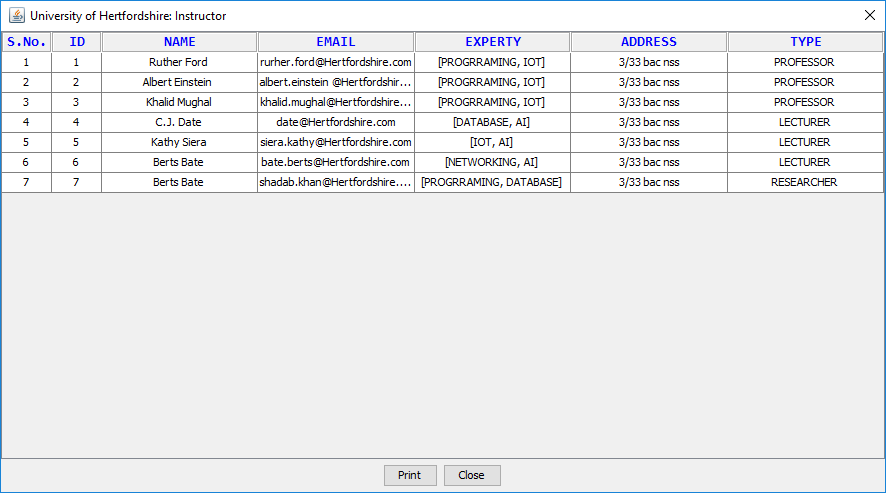 University of Hertfordshire: Instructor
S.No. ID NAME EMAIL EXPERTY ADDRESS TYPE
1 1 Ruther Ford rurher.ford@Hertfordshire.com [PROGRRAMING, IOT] 3/33 bac nss PROFESSOR
2 2 Albert Einstein albert.einstein @Hertfordshir... [PROGRRAMING, IOT] 3/33 bac nss PROFESSOR
3 3 Khalid Mughal khalid.mughal@Hertfordshire... [PROGRRAMING, IOT] 3/33 bac nss PROFESSOR
4 4 C.J. Date date@Hertfordshire.com [DATABASE, AI] 3/33 bac nss LECTURER
5 5 Kathy Siera siera.kathy@Hertfordshire.com [IOT, AI] 3/33 bac nss LECTURER
6 6 Berts Bate bate.berts@Hertfordshire.com [NETWORKING, AI] 3/33 bac nss LECTURER
7 7 Berts Bate shadab.khan@Hertfordshire.... [PROGRRAMING, DATABASE] 3/33 bac nss RESEARCHER
Print Close